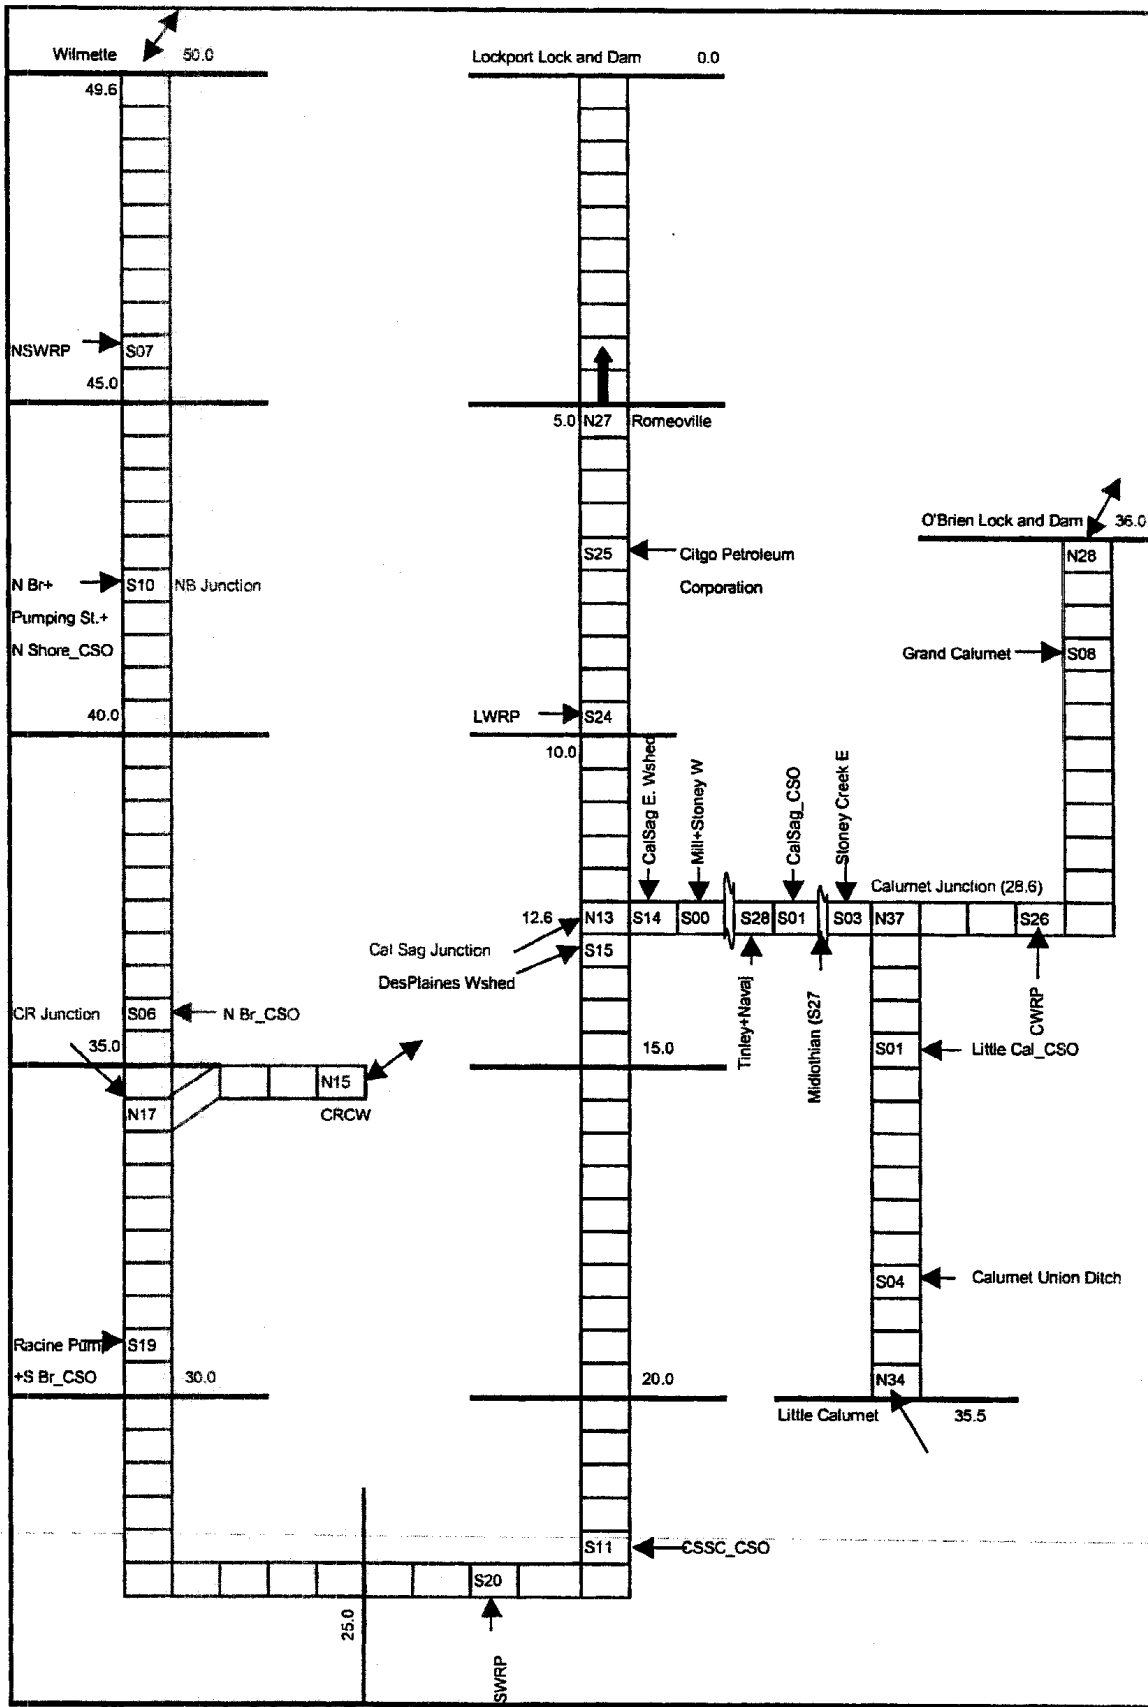 Wilmette 50.0
49.6
NSWRP S07
45.0
N Br+ S10 NB Junction
Pumping St.+
N Shore_CSO
40.0
CR Junction S06 N Br_CSO
35.0
N15
N17 CRCW
Racine Pump S19
+S Br_CSO 30.0
25.0
S20
SWRP
Lockport Lock and Dam 0.0
5.0 N27 Romeoville
S25 Citgo Petroleum
Corporation
LWRP S24
10.0
12.6 N13 S14 S00 S28 S01 S03 N37 S26
CalSag E. Wshed
Mill+Stoney W
CalSag_CSO
Stoney Creek E
Calumet Junction (28.6)
Cal Sag Junction
S15
DesPlaines Wshed
Tinley+Navaj
Midlothian (S27
CWRP
15.0
20.0
S11 CSSC_CSO
O'Brien Lock and Dam 36.0
N28
Grand Calumet S08
S01 Little Cal_CSO
S04 Calumet Union Ditch
N34
Little Calumet 35.5